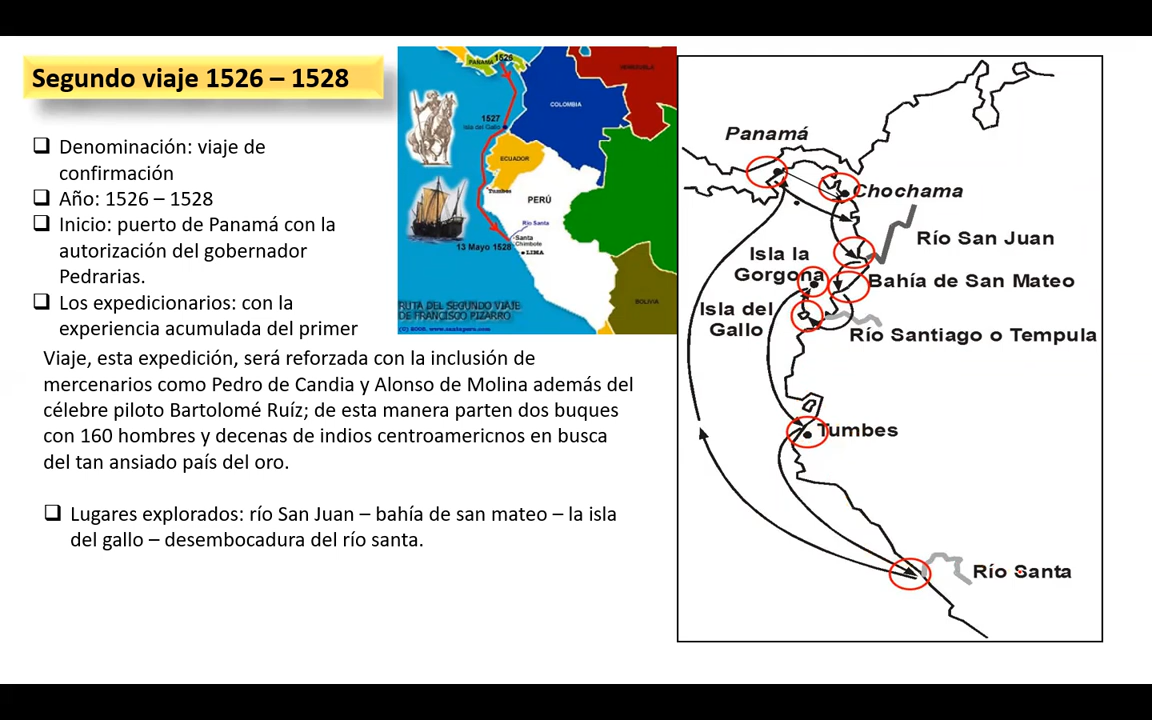 Segundo viaje 1526 – 1528
❑ Denominación: viaje de
confirmación
❑ Año: 1526 – 1528
❑ Inicio: puerto de Panamá con la
autorización del gobernador
Pedrarias.
❑ Los expedicionarios: con la
experiencia acumulada del primer
Viaje, esta expedición, será reforzada con la inclusión de
mercenarios como Pedro de Candia y Alonso de Molina además del
célebre piloto Bartolomé Ruíz; de esta manera parten dos buques
con 160 hombres y decenas de indios centroamericnos en busca
del tan ansiado país del oro.
❑ Lugares explorados: río San Juan – bahía de san mateo – la isla
del gallo – desembocadura del río santa.
PANAMÁ
1526
VENEZUELA
COLOMBIA
1527
Isla del Gallo
ECUADOR
Tumbes
PERÚ
Río Santa
Santa
Chimbote
13 Mayo 1528
LIMA
BOLIVIA
RUTA DEL SEGUNDO VIAJE
DE FRANCISCO PIZARRO
Panamá
Chochama
Río San Juan
Isla la
Gorgona
Bahía de San Mateo
Isla del
Gallo
Río Santiago o Tempula
Tumbes
Río Santa